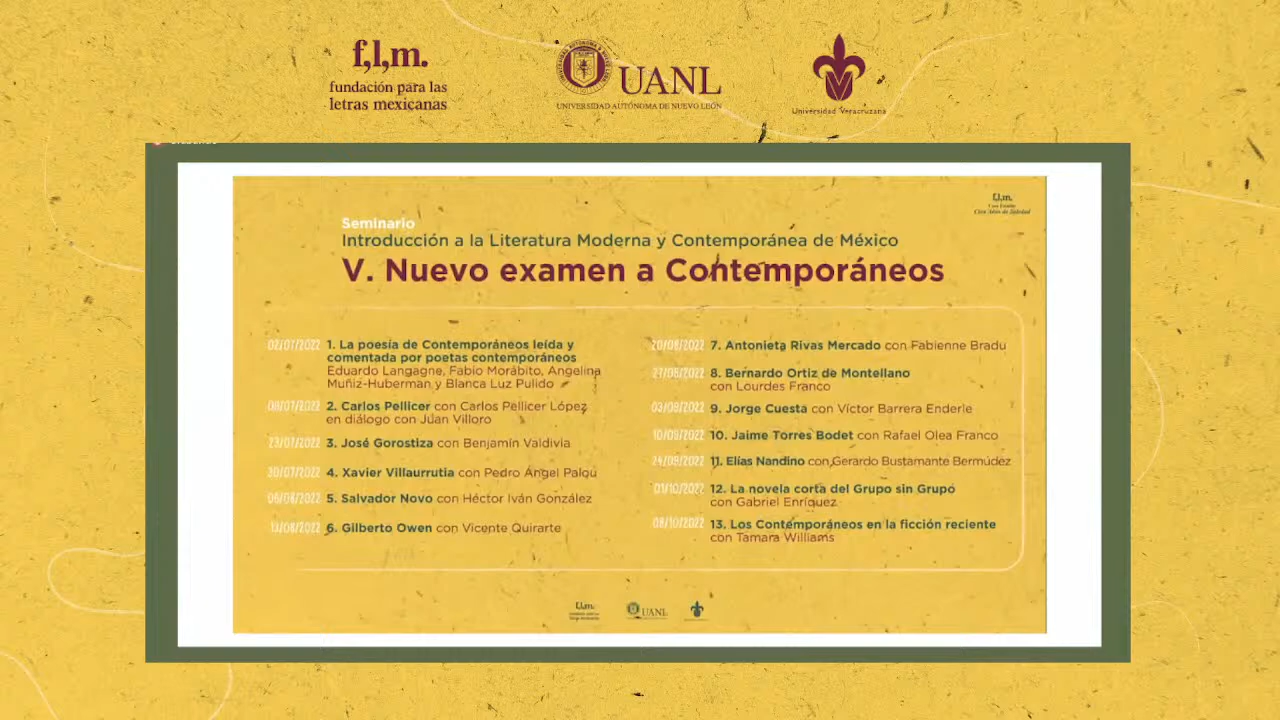 f,l,m.
fundación para las
letras mexicanas
UANL
UNIVERSIDAD AUTÓNOMA DE NUEVO LEÓN
Universidad Veracruzana
f,l,m.
Cien Años de Soledad
Seminario
Introducción a la Literatura Moderna y Contemporánea de México
V. Nuevo examen a Contemporáneos
02/07/2022 1. La poesía de Contemporáneos leída y
comentada por poetas contemporáneos
Eduardo Langagne, Fabio Morábito, Angelina
Muñiz-Huberman y Blanca Luz Pulido
2. Carlos Pellicer con Carlos Pellicer López
en diálogo con Juan Villoro
23/07/2022 3. José Gorostiza con Benjamín Valdivia
30/07/2022 4. Xavier Villaurrutia con Pedro Ángel Palou
06/08/2022 5. Salvador Novo con Héctor Iván González
13/08/2022 6. Gilberto Owen con Vicente Quirarte
20/08/2022 7. Antonieta Rivas Mercado con Fabienne Bradu
27/08/2022 8. Bernardo Ortiz de Montellano
con Lourdes Franco
03/09/2022 9. Jorge Cuesta con Víctor Barrera Enderle
10/09/2022 10. Jaime Torres Bodet con Rafael Olea Franco
24/09/2022 11. Elías Nandino con Gerardo Bustamante Bermúdez
01/10/2022 12. La novela corta del Grupo sin Grupo
con Gabriel Enríquez
08/10/2022 13. Los Contemporáneos en la ficción reciente
con Tamara Williams
f,l,m.
UANL